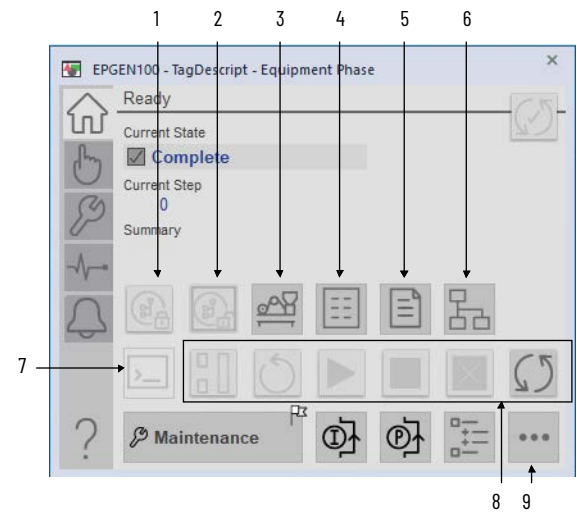 1 2 3 4 5 6
EPGEN100 - TagDescript - Equipment Phase
Ready
Current State
Complete
Current Step
0
Summary
7
>_
? Maintenance I P
8 9